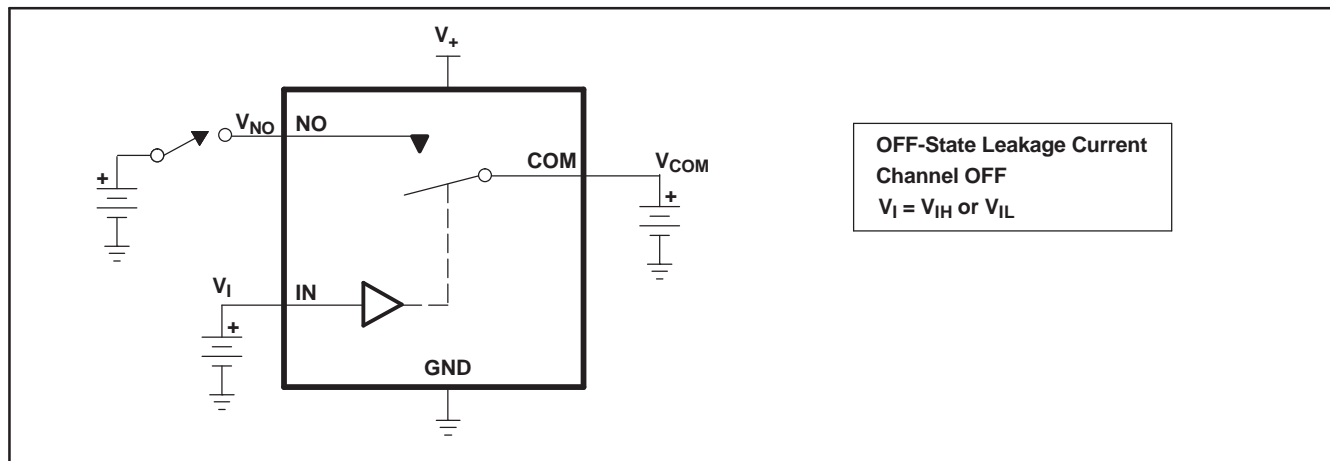 V+
VNO NO
COM VCOM
+
+
VI IN
+
GND
OFF-State Leakage Current
Channel OFF
VI = VIH or VIL